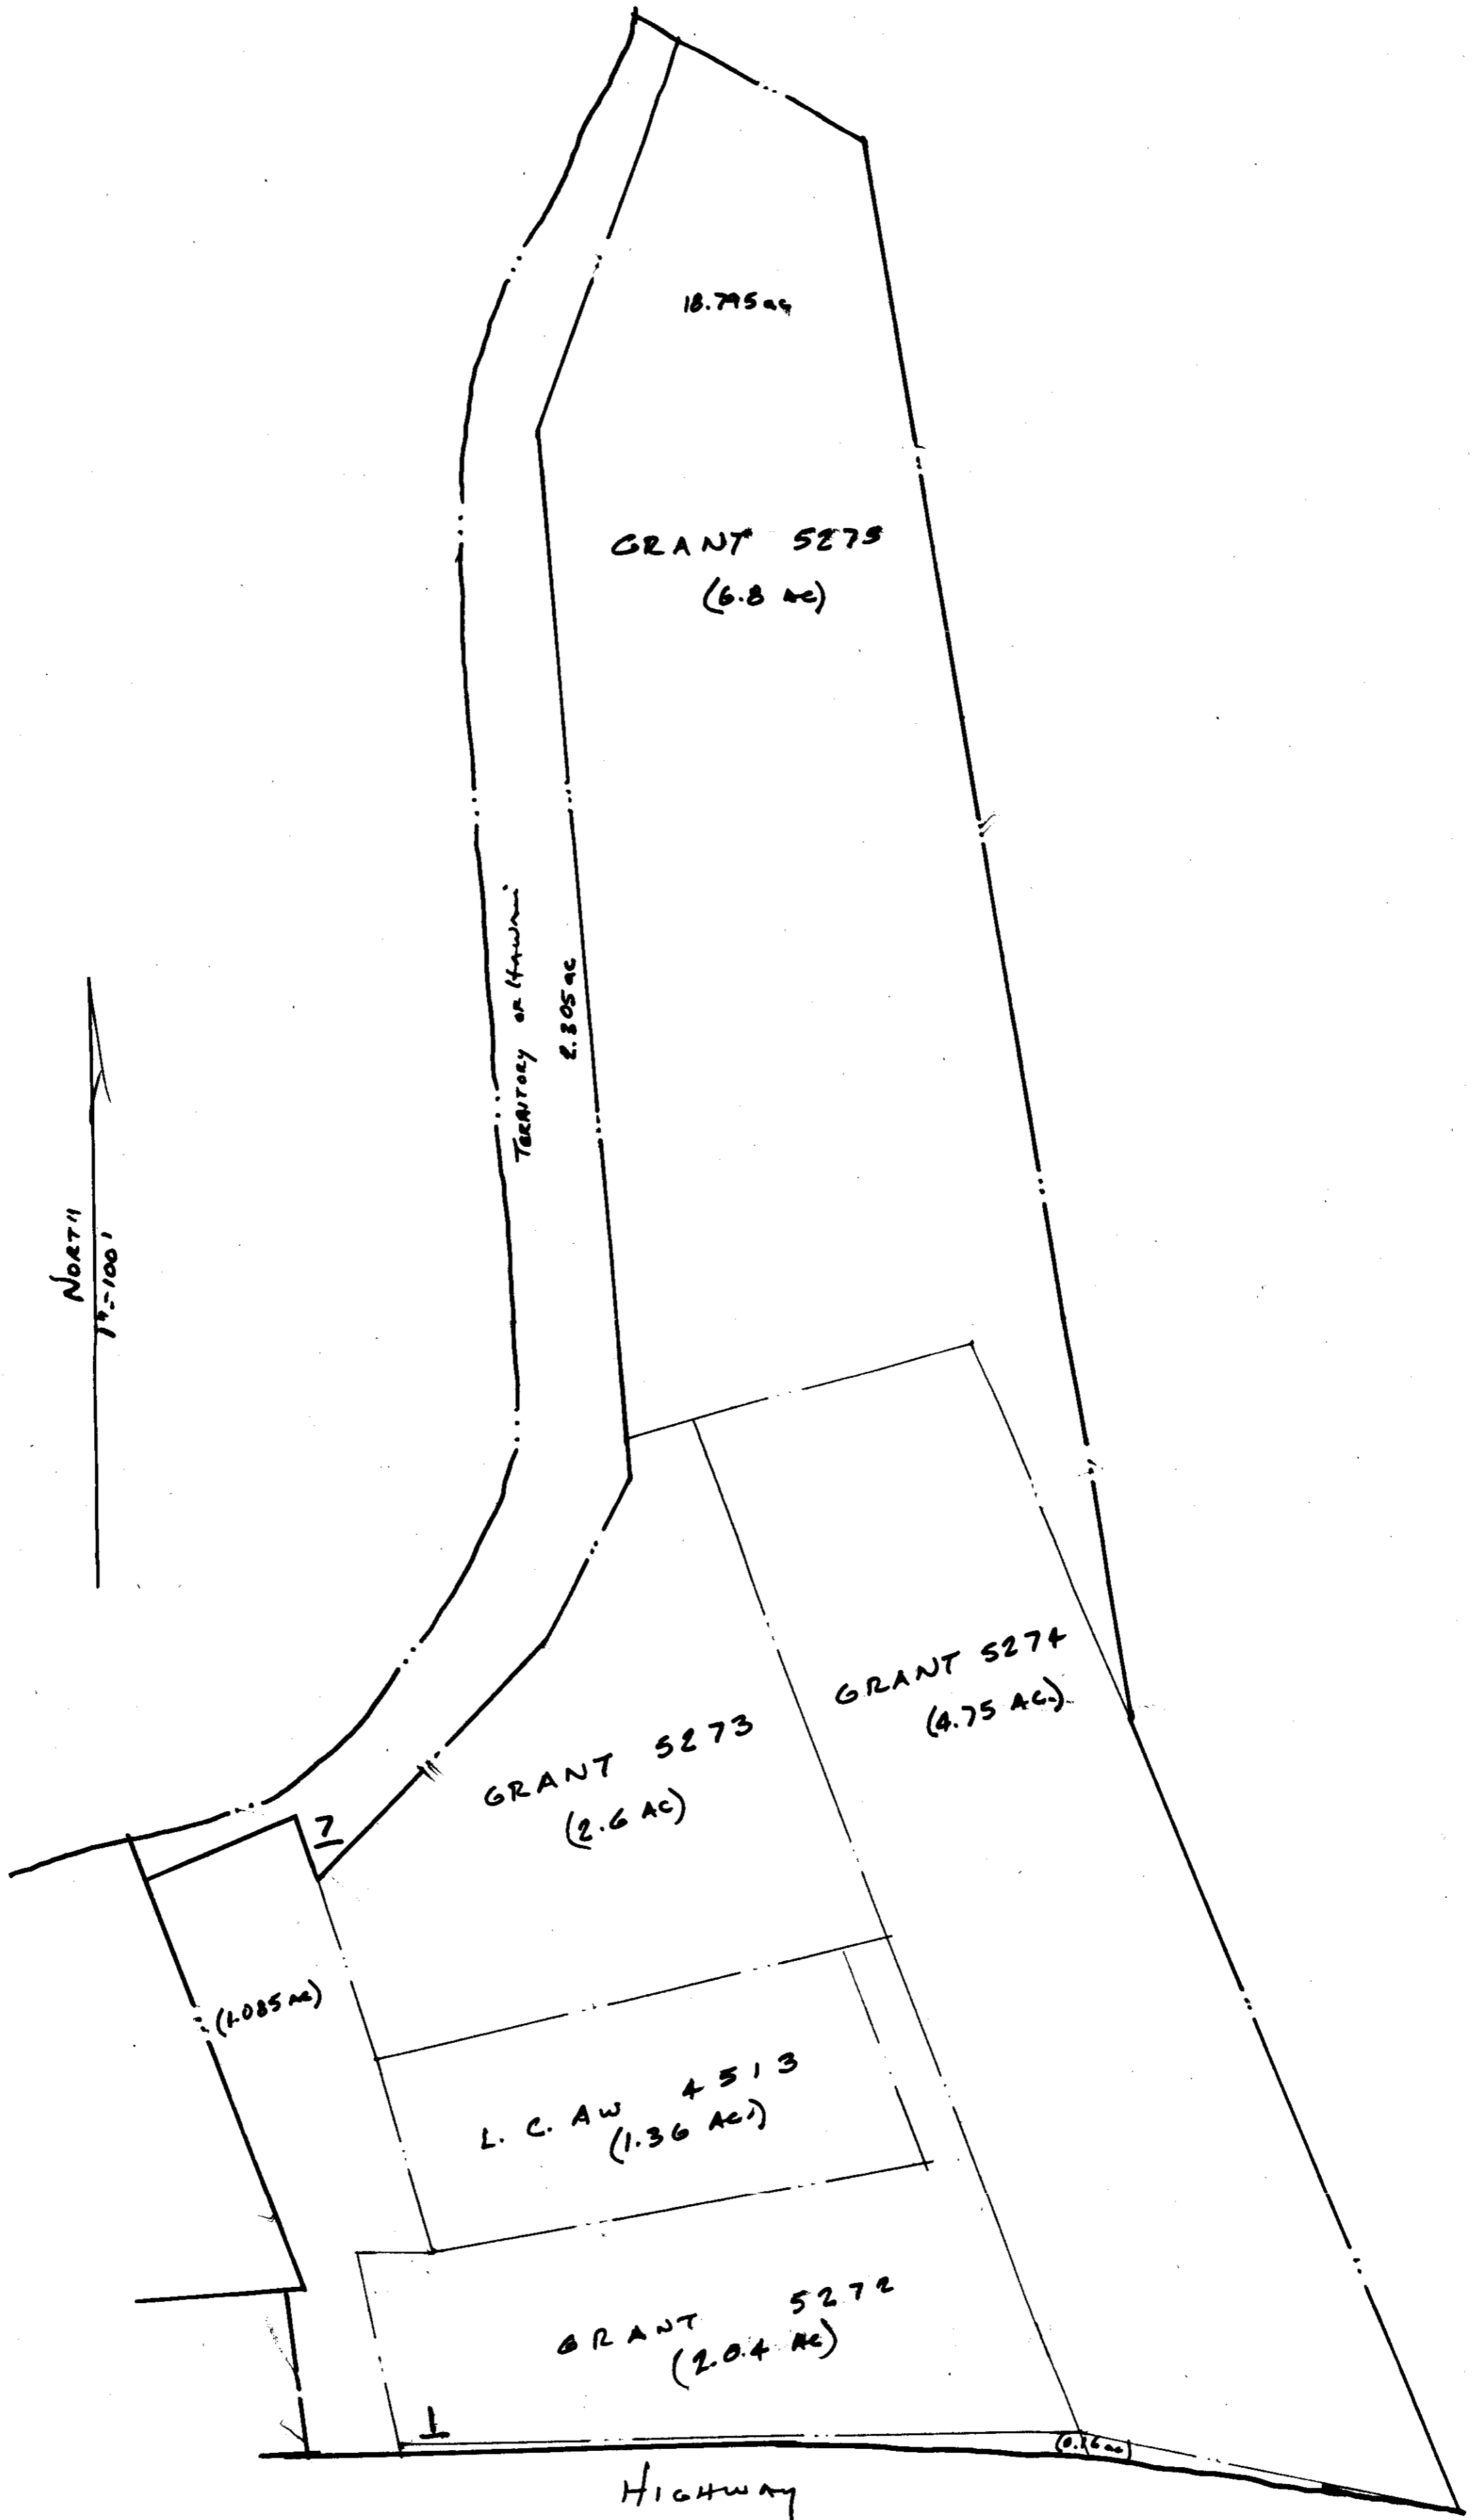 18.795 ac
GRANT 5275
(6.8 AC)
TERRITORY OF HAWAII
2.305 ac
NORTH
1"=100'
GRANT 5274
(4.75 AC.)
GRANT 5273
(2.6 AC)
7
(1.085 AC)
L. C. AW 4513
(1.36 AC.)
GRANT 5272
(2.04 AC)
1
HIGHWAY